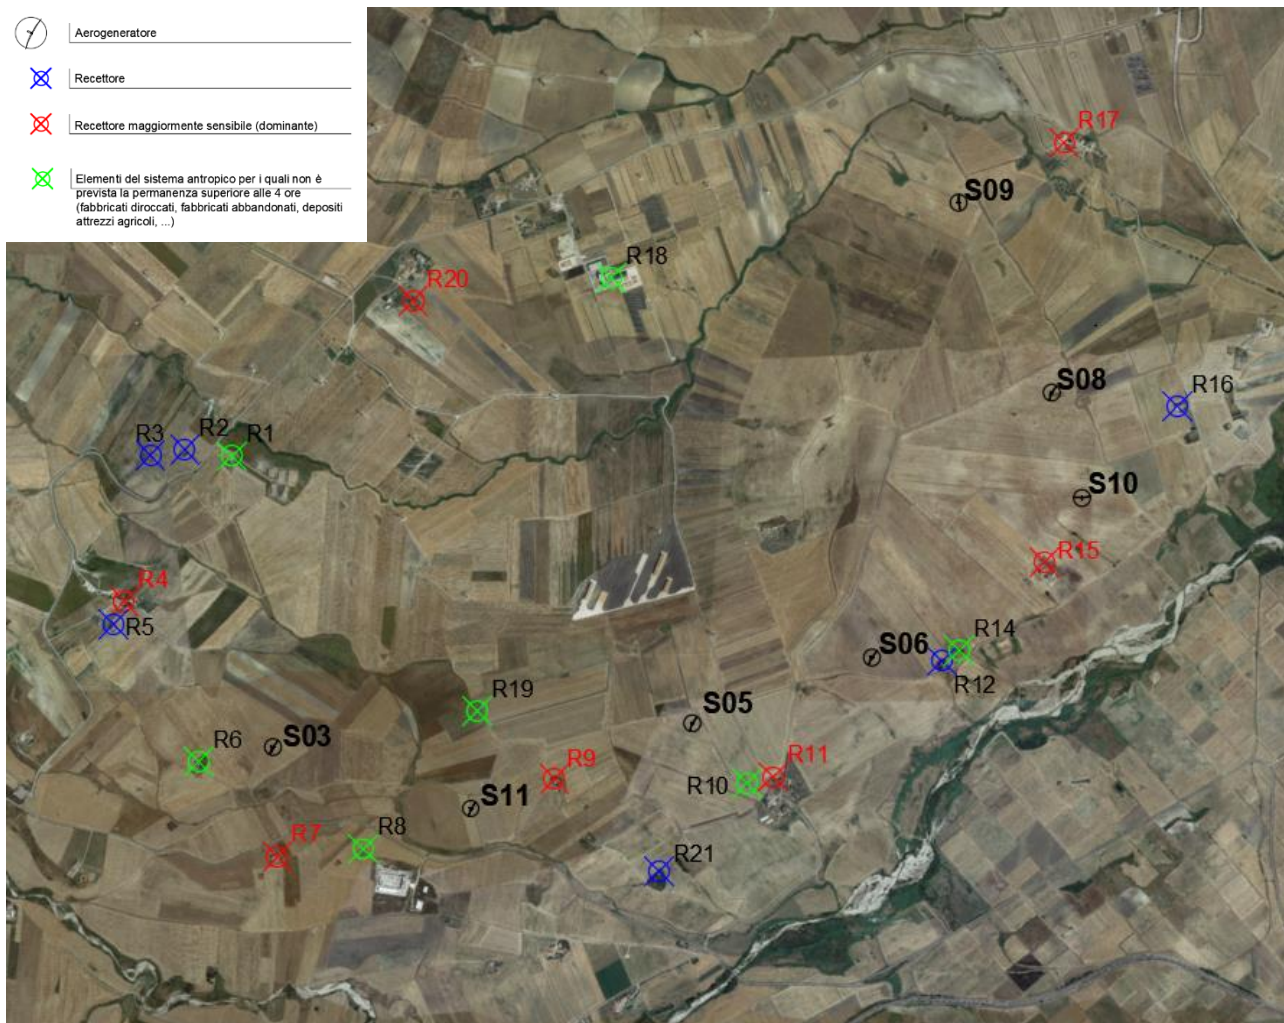 Aerogeneratore
Recettore
Recettore maggiormente sensibile (dominante)
Elementi del sistema antropico per i quali non è
prevista la permanenza superiore alle 4 ore
(fabbricati diroccati, fabbricati abbandonati, depositi
attrezzi agricoli, ...)
R17
S09
R18
R20
S08
R16
R3
R2
R1
S10
R15
R4
R5
R14
S06
R12
R19
S05
S03
R6
R9
R11
R10
S11
R7
R8
R21